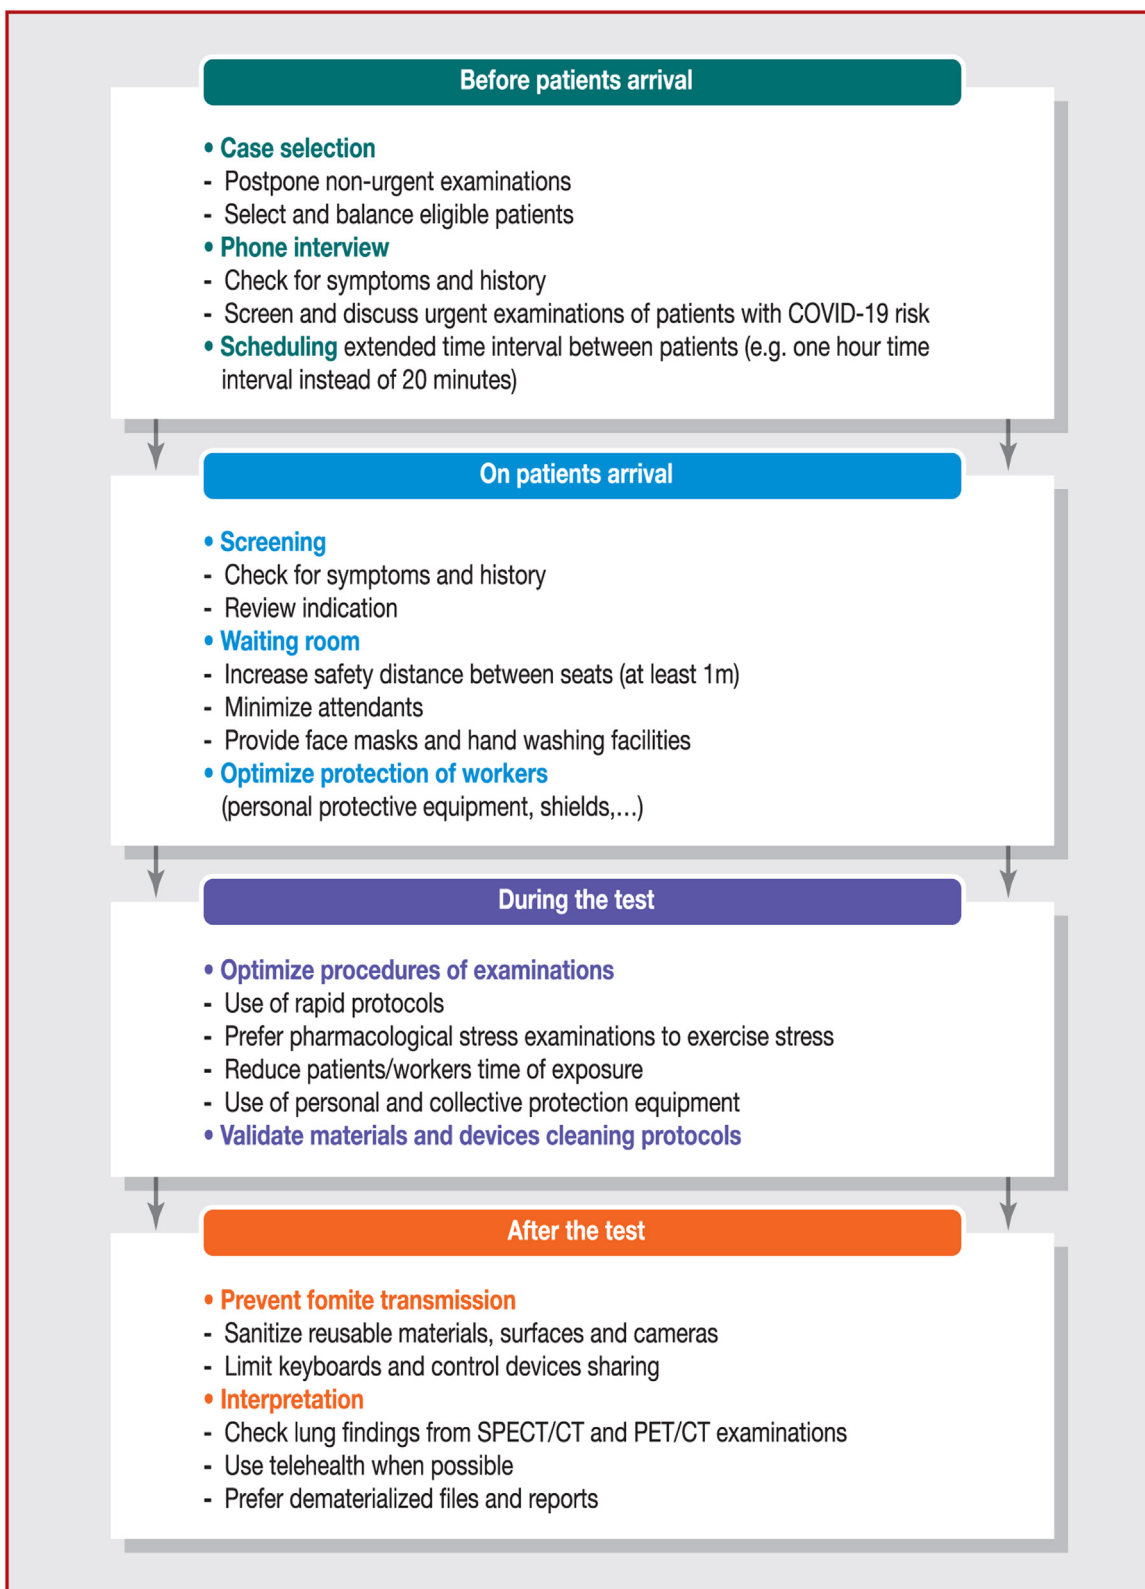 Before patients arrival
• Case selection
- Postpone non-urgent examinations
- Select and balance eligible patients
• Phone interview
- Check for symptoms and history
- Screen and discuss urgent examinations of patients with COVID-19 risk
• Scheduling extended time interval between patients (e.g. one hour time
interval instead of 20 minutes)
On patients arrival
• Screening
- Check for symptoms and history
- Review indication
• Waiting room
- Increase safety distance between seats (at least 1m)
- Minimize attendants
- Provide face masks and hand washing facilities
• Optimize protection of workers
(personal protective equipment, shields,...)
During the test
• Optimize procedures of examinations
- Use of rapid protocols
- Prefer pharmacological stress examinations to exercise stress
- Reduce patients/workers time of exposure
- Use of personal and collective protection equipment
• Validate materials and devices cleaning protocols
After the test
• Prevent fomite transmission
- Sanitize reusable materials, surfaces and cameras
- Limit keyboards and control devices sharing
• Interpretation
- Check lung findings from SPECT/CT and PET/CT examinations
- Use telehealth when possible
- Prefer dematerialized files and reports